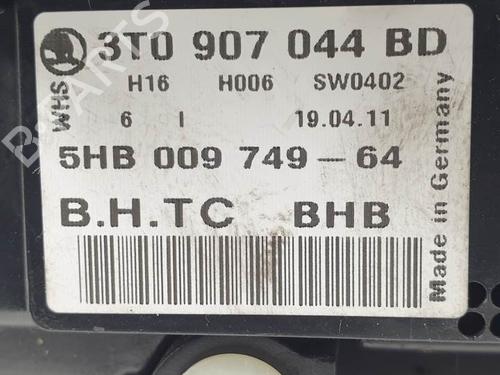 3T0 907 044 BD
H16 H006 SW0402
WHS
6 I 19.04.11
5HB 009 749-64
B.H.TC BHB
Made in Germany